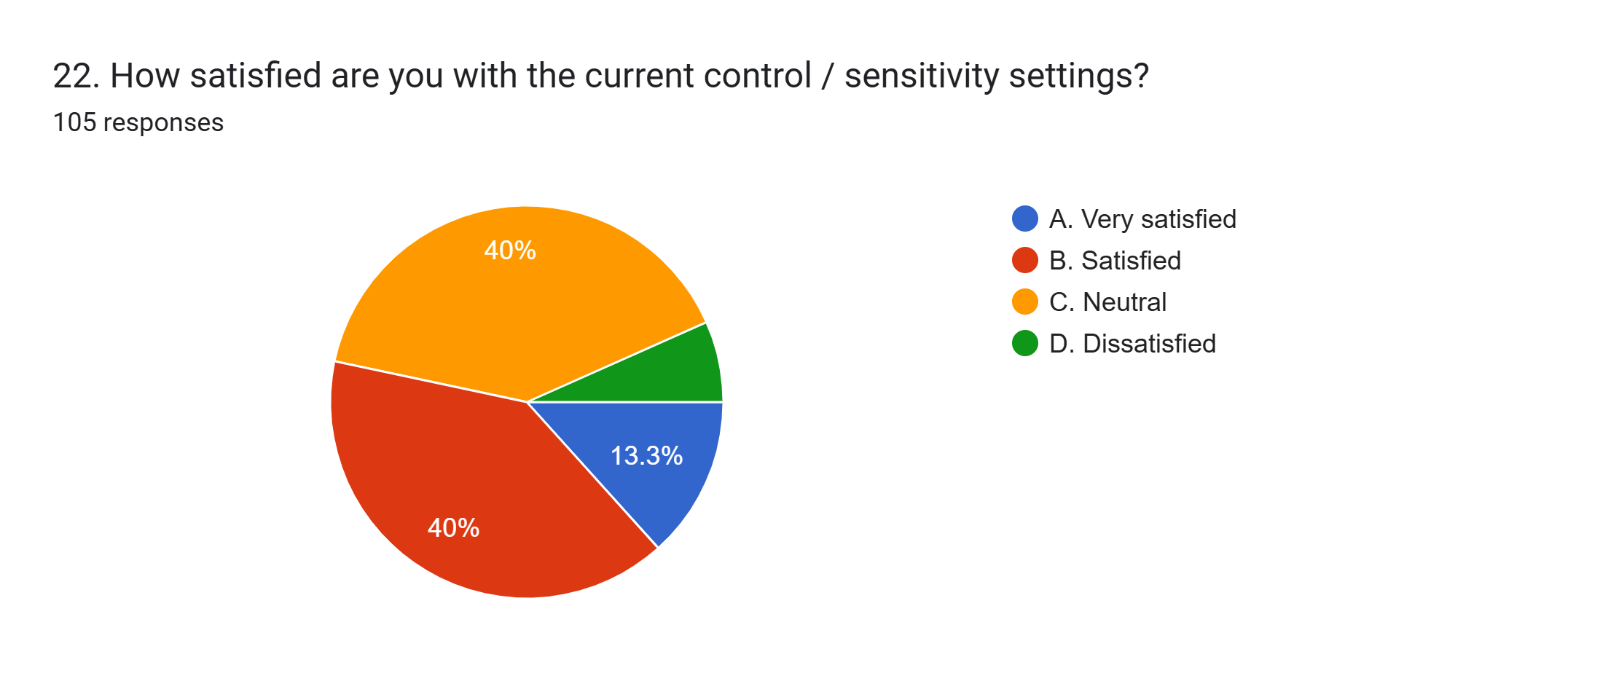 22. How satisfied are you with the current control / sensitivity settings?
105 responses
40%
13.3%
40%
A. Very satisfied
B. Satisfied
C. Neutral
D. Dissatisfied